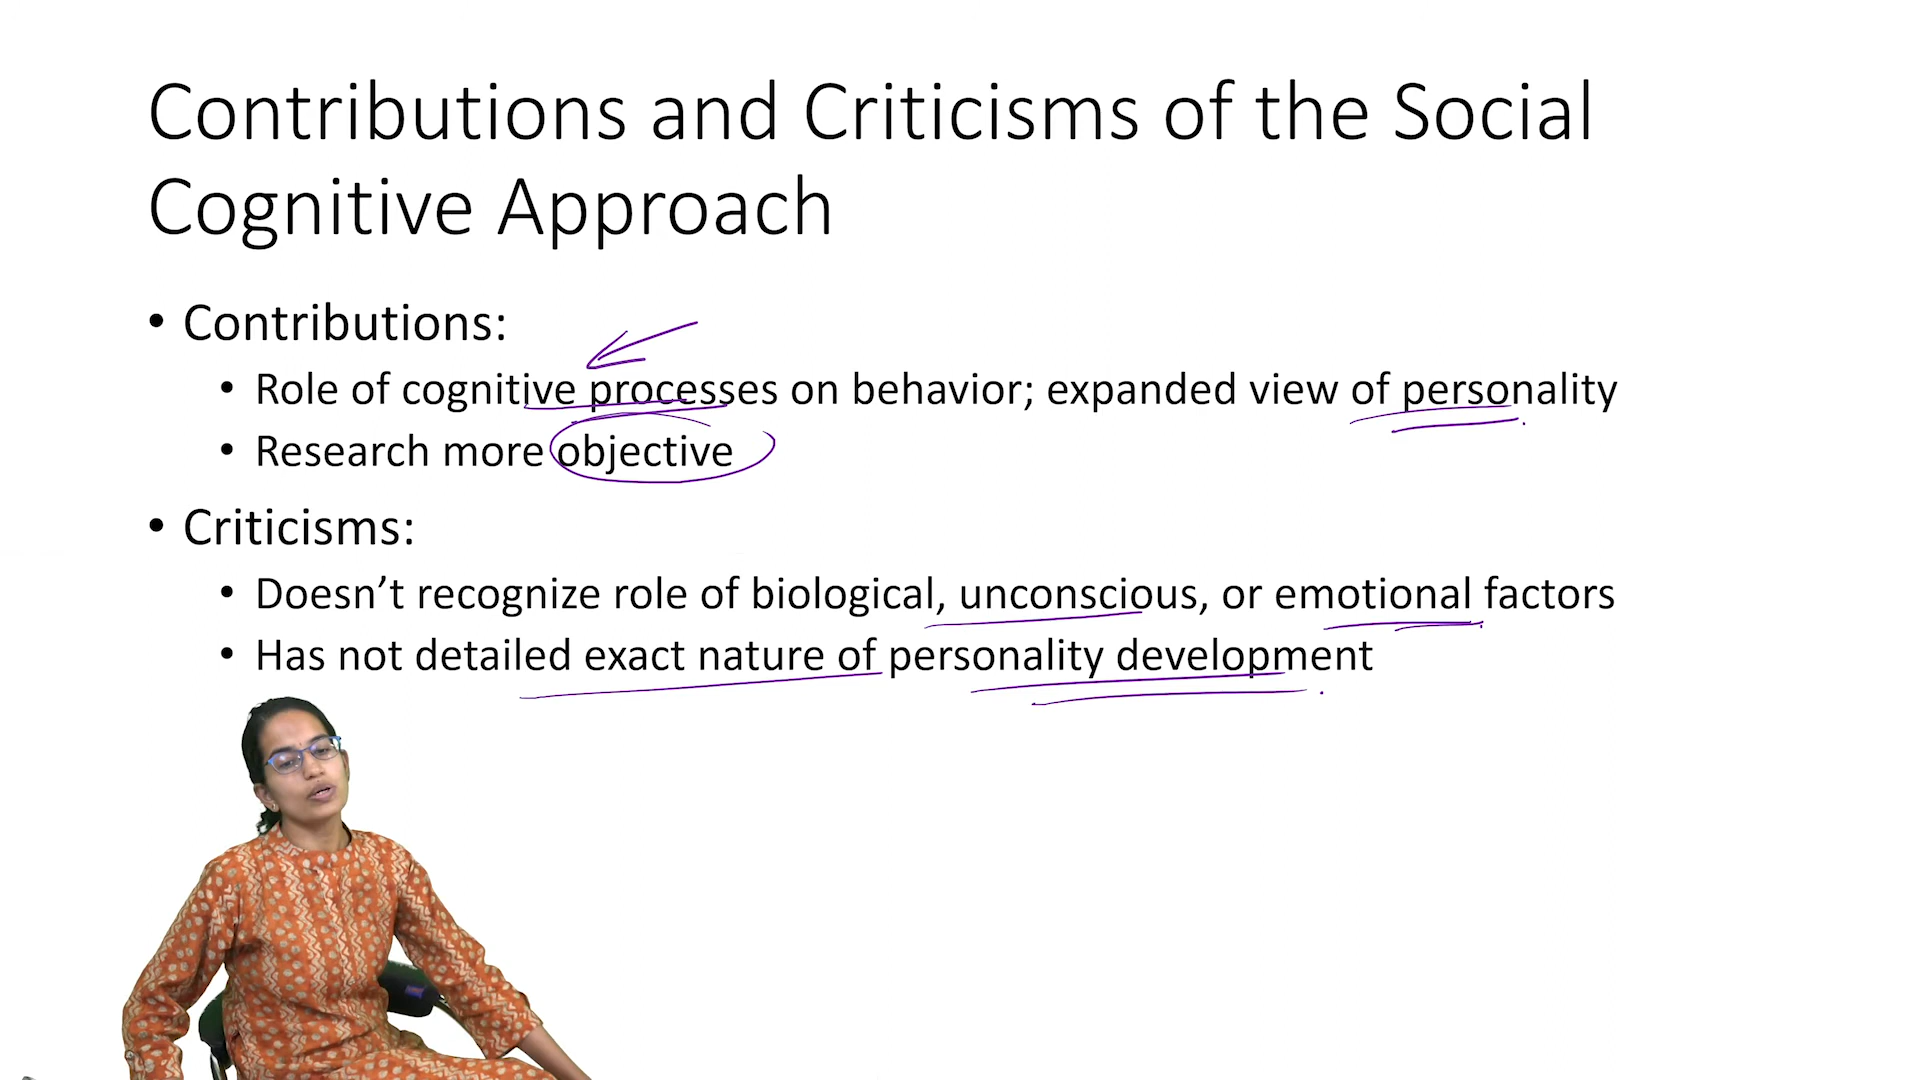 Contributions and Criticisms of the Social
Cognitive Approach
• Contributions:
• Role of cognitive processes on behavior; expanded view of personality
• Research more objective
• Criticisms:
• Doesn’t recognize role of biological, unconscious, or emotional factors
• Has not detailed exact nature of personality development